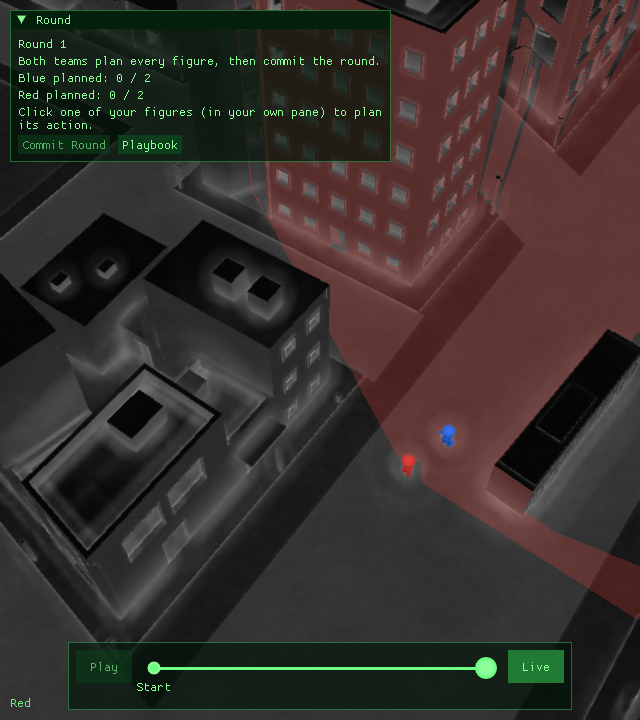 ▼ Round
Round 1
Both teams plan every figure, then commit the round.
Blue planned: 0 / 2
Red planned: 0 / 2
Click one of your figures (in your own pane) to plan
its action.
Commit Round Playbook
Play
Live
Start
Red